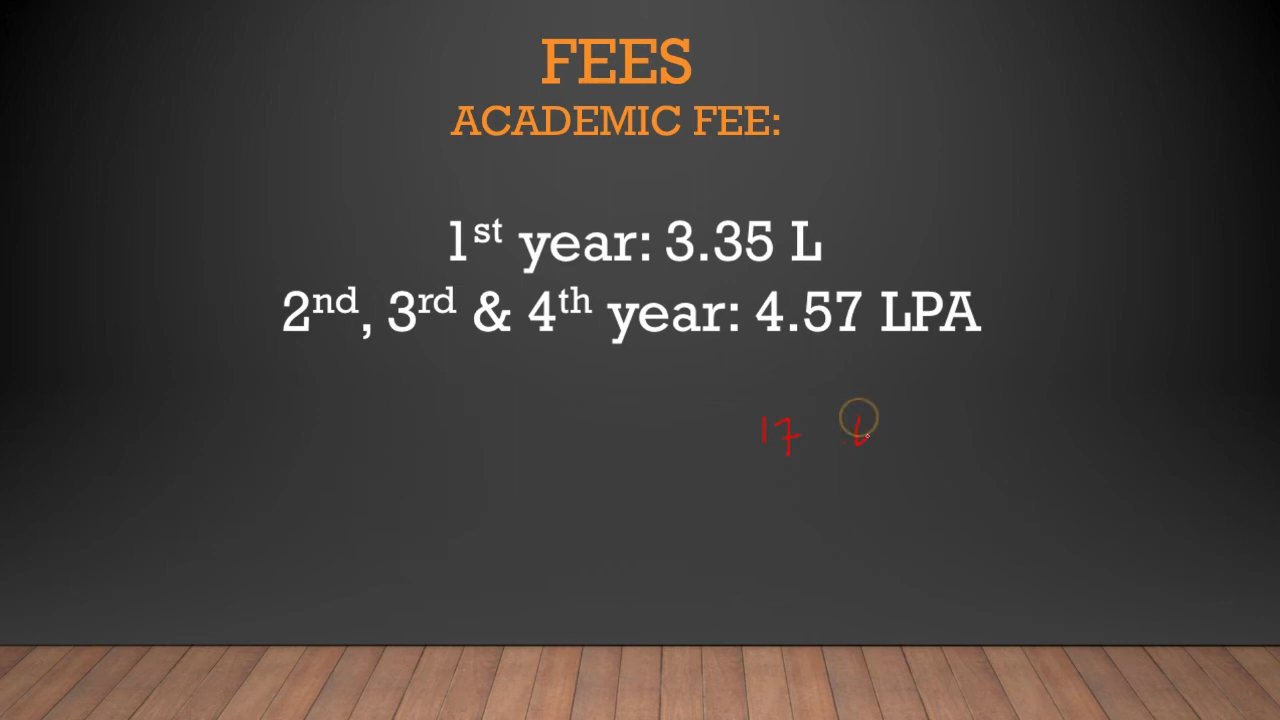 FEES
ACADEMIC FEE:
1st year: 3.35 L
2nd, 3rd & 4th year: 4.57 LPA
17